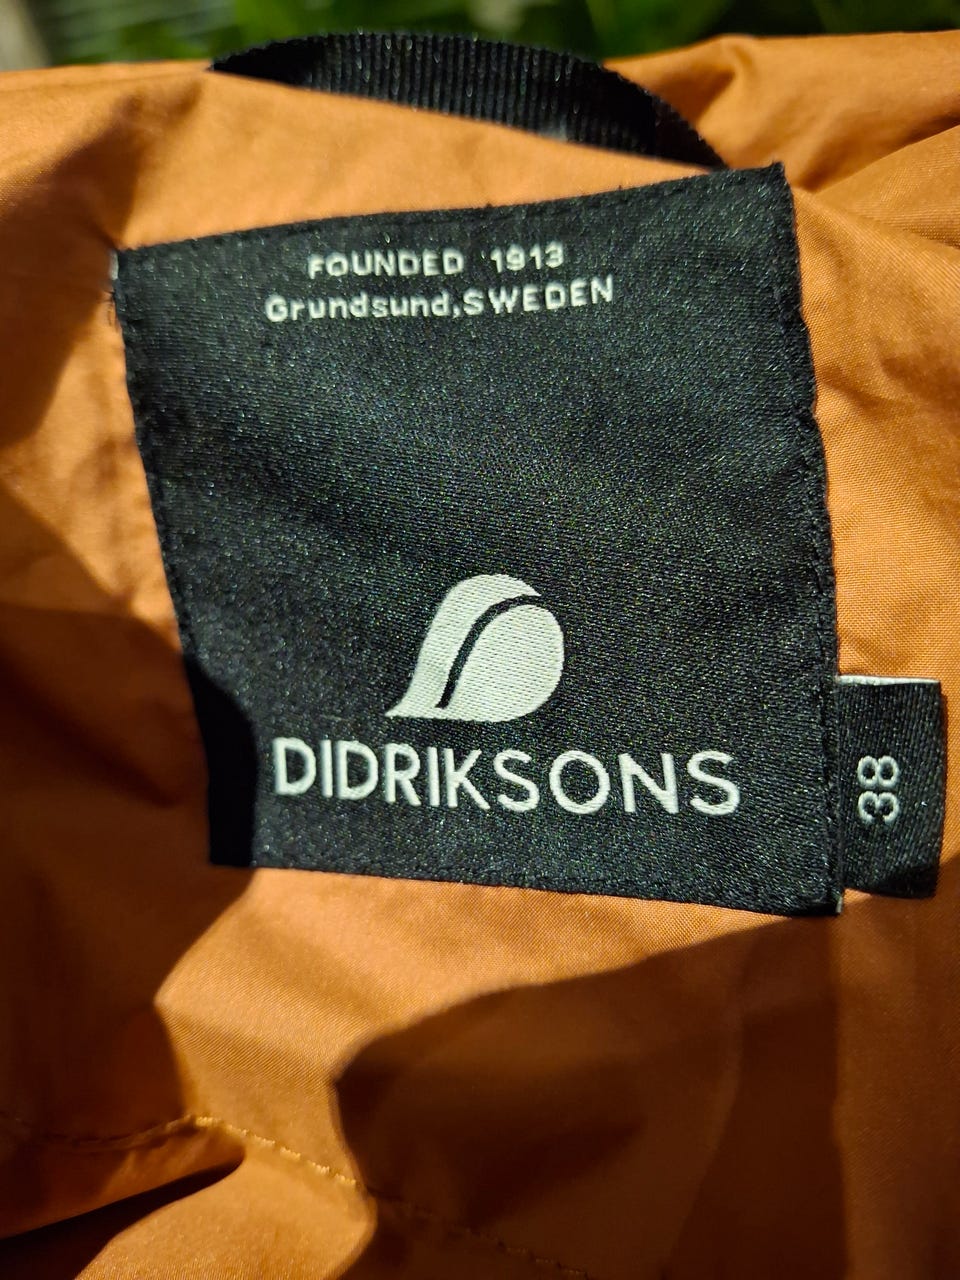 FOUNDED 1913
Grundsund,SWEDEN
DIDRIKSONS
38